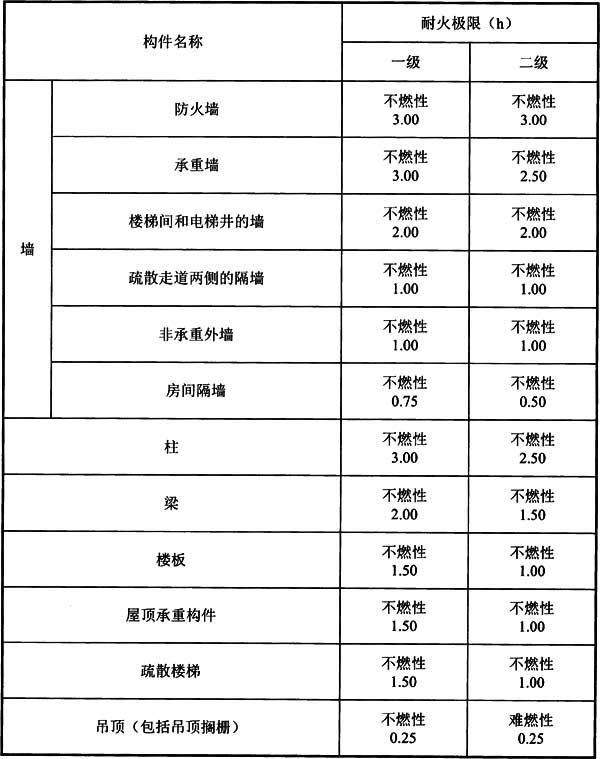 构件名称
耐火极限（h）
一级
二级
墙
防火墙
不燃性
3.00
不燃性
3.00
承重墙
不燃性
3.00
不燃性
2.50
楼梯间和电梯井的墙
不燃性
2.00
不燃性
2.00
疏散走道两侧的隔墙
不燃性
1.00
不燃性
1.00
非承重外墙
不燃性
1.00
不燃性
1.00
房间隔墙
不燃性
0.75
不燃性
0.50
柱
不燃性
3.00
不燃性
2.50
梁
不燃性
2.00
不燃性
1.50
楼板
不燃性
1.50
不燃性
1.00
屋顶承重构件
不燃性
1.50
不燃性
1.00
疏散楼梯
不燃性
1.50
不燃性
1.00
吊顶（包括吊顶搁栅）
不燃性
0.25
难燃性
0.25